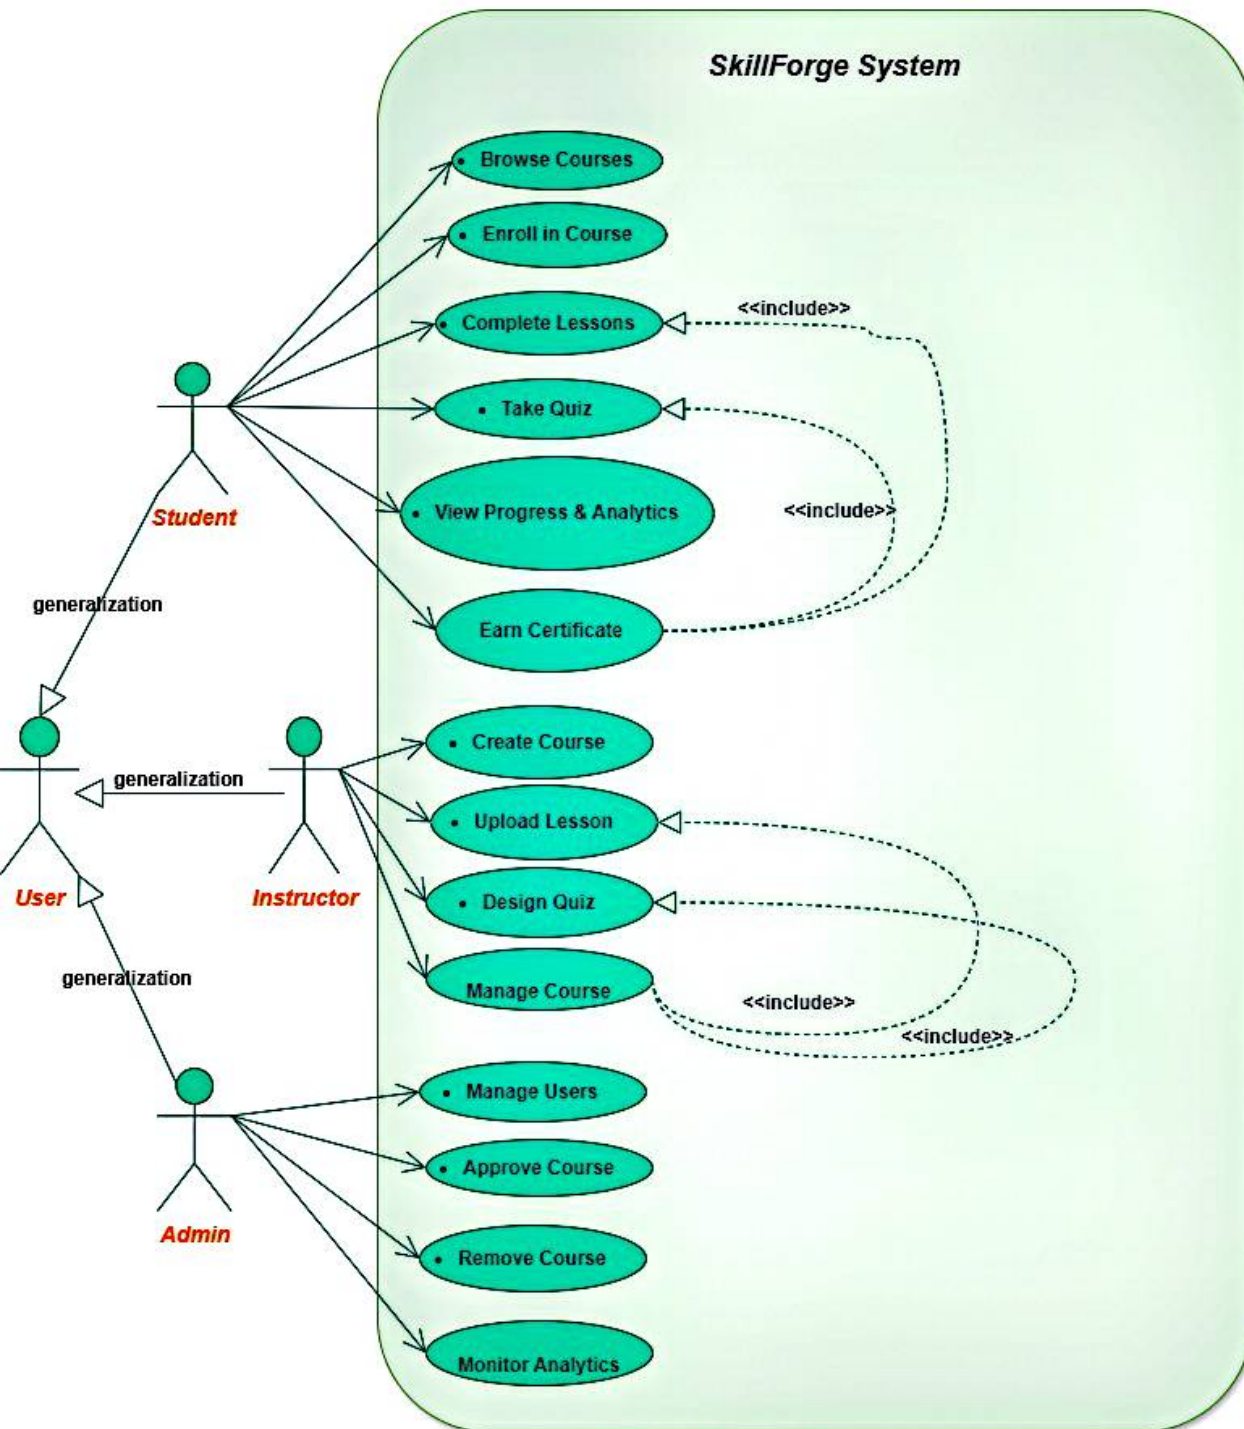 SkillForge System
• Browse Courses
• Enroll in Course
<<include>>
• Complete Lessons
• Take Quiz
• View Progress & Analytics
<<include>>
Student
generalization
Earn Certificate
• Create Course
generalization
• Upload Lesson
User
Instructor
• Design Quiz
generalization
Manage Course
<<include>>
<<include>>
• Manage Users
• Approve Course
Admin
• Remove Course
Monitor Analytics